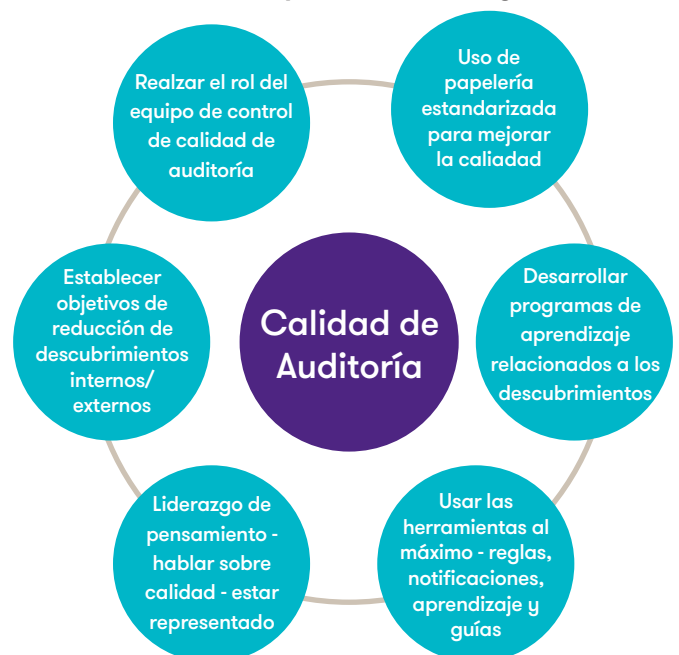 Realzar el rol del
equipo de control
de calidad de
auditoría
Uso de
papelería
estandarizada
para mejorar
la caliadad
Establecer
objetivos de
reducción de
descubrimientos
internos/
externos
Calidad de
Auditoría
Desarrollar
programas de
aprendizaje
relacionados a los
descubrimientos
Liderazgo de
pensamiento -
hablar sobre
calidad - estar
representado
Usar las
herramientas al
máximo - reglas,
notificaciones,
aprendizaje y
guías